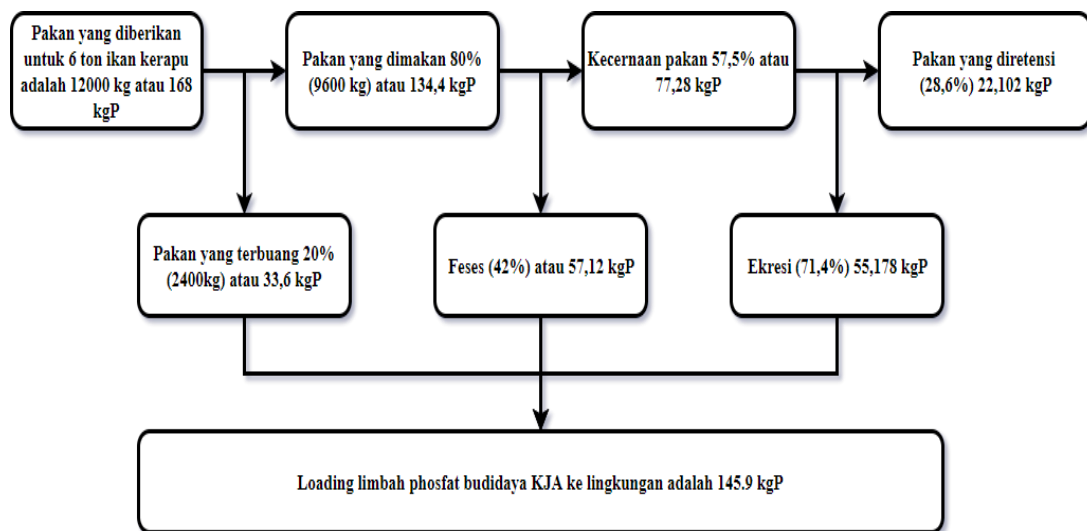 Pakan yang diberikan
untuk 6 ton ikan kerapu
adalah 12000 kg atau 168
kgP
Pakan yang dimakan 80%
(9600 kg) atau 134,4 kgP
Kecernaan pakan 57,5% atau
77,28 kgP
Pakan yang diretensi
(28,6%) 22,102 kgP
Pakan yang terbuang 20%
(2400kg) atau 33,6 kgP
Feses (42%) atau 57,12 kgP
Ekresi (71,4%) 55,178 kgP
Loading limbah phosfat budidaya KJA ke lingkungan adalah 145.9 kgP